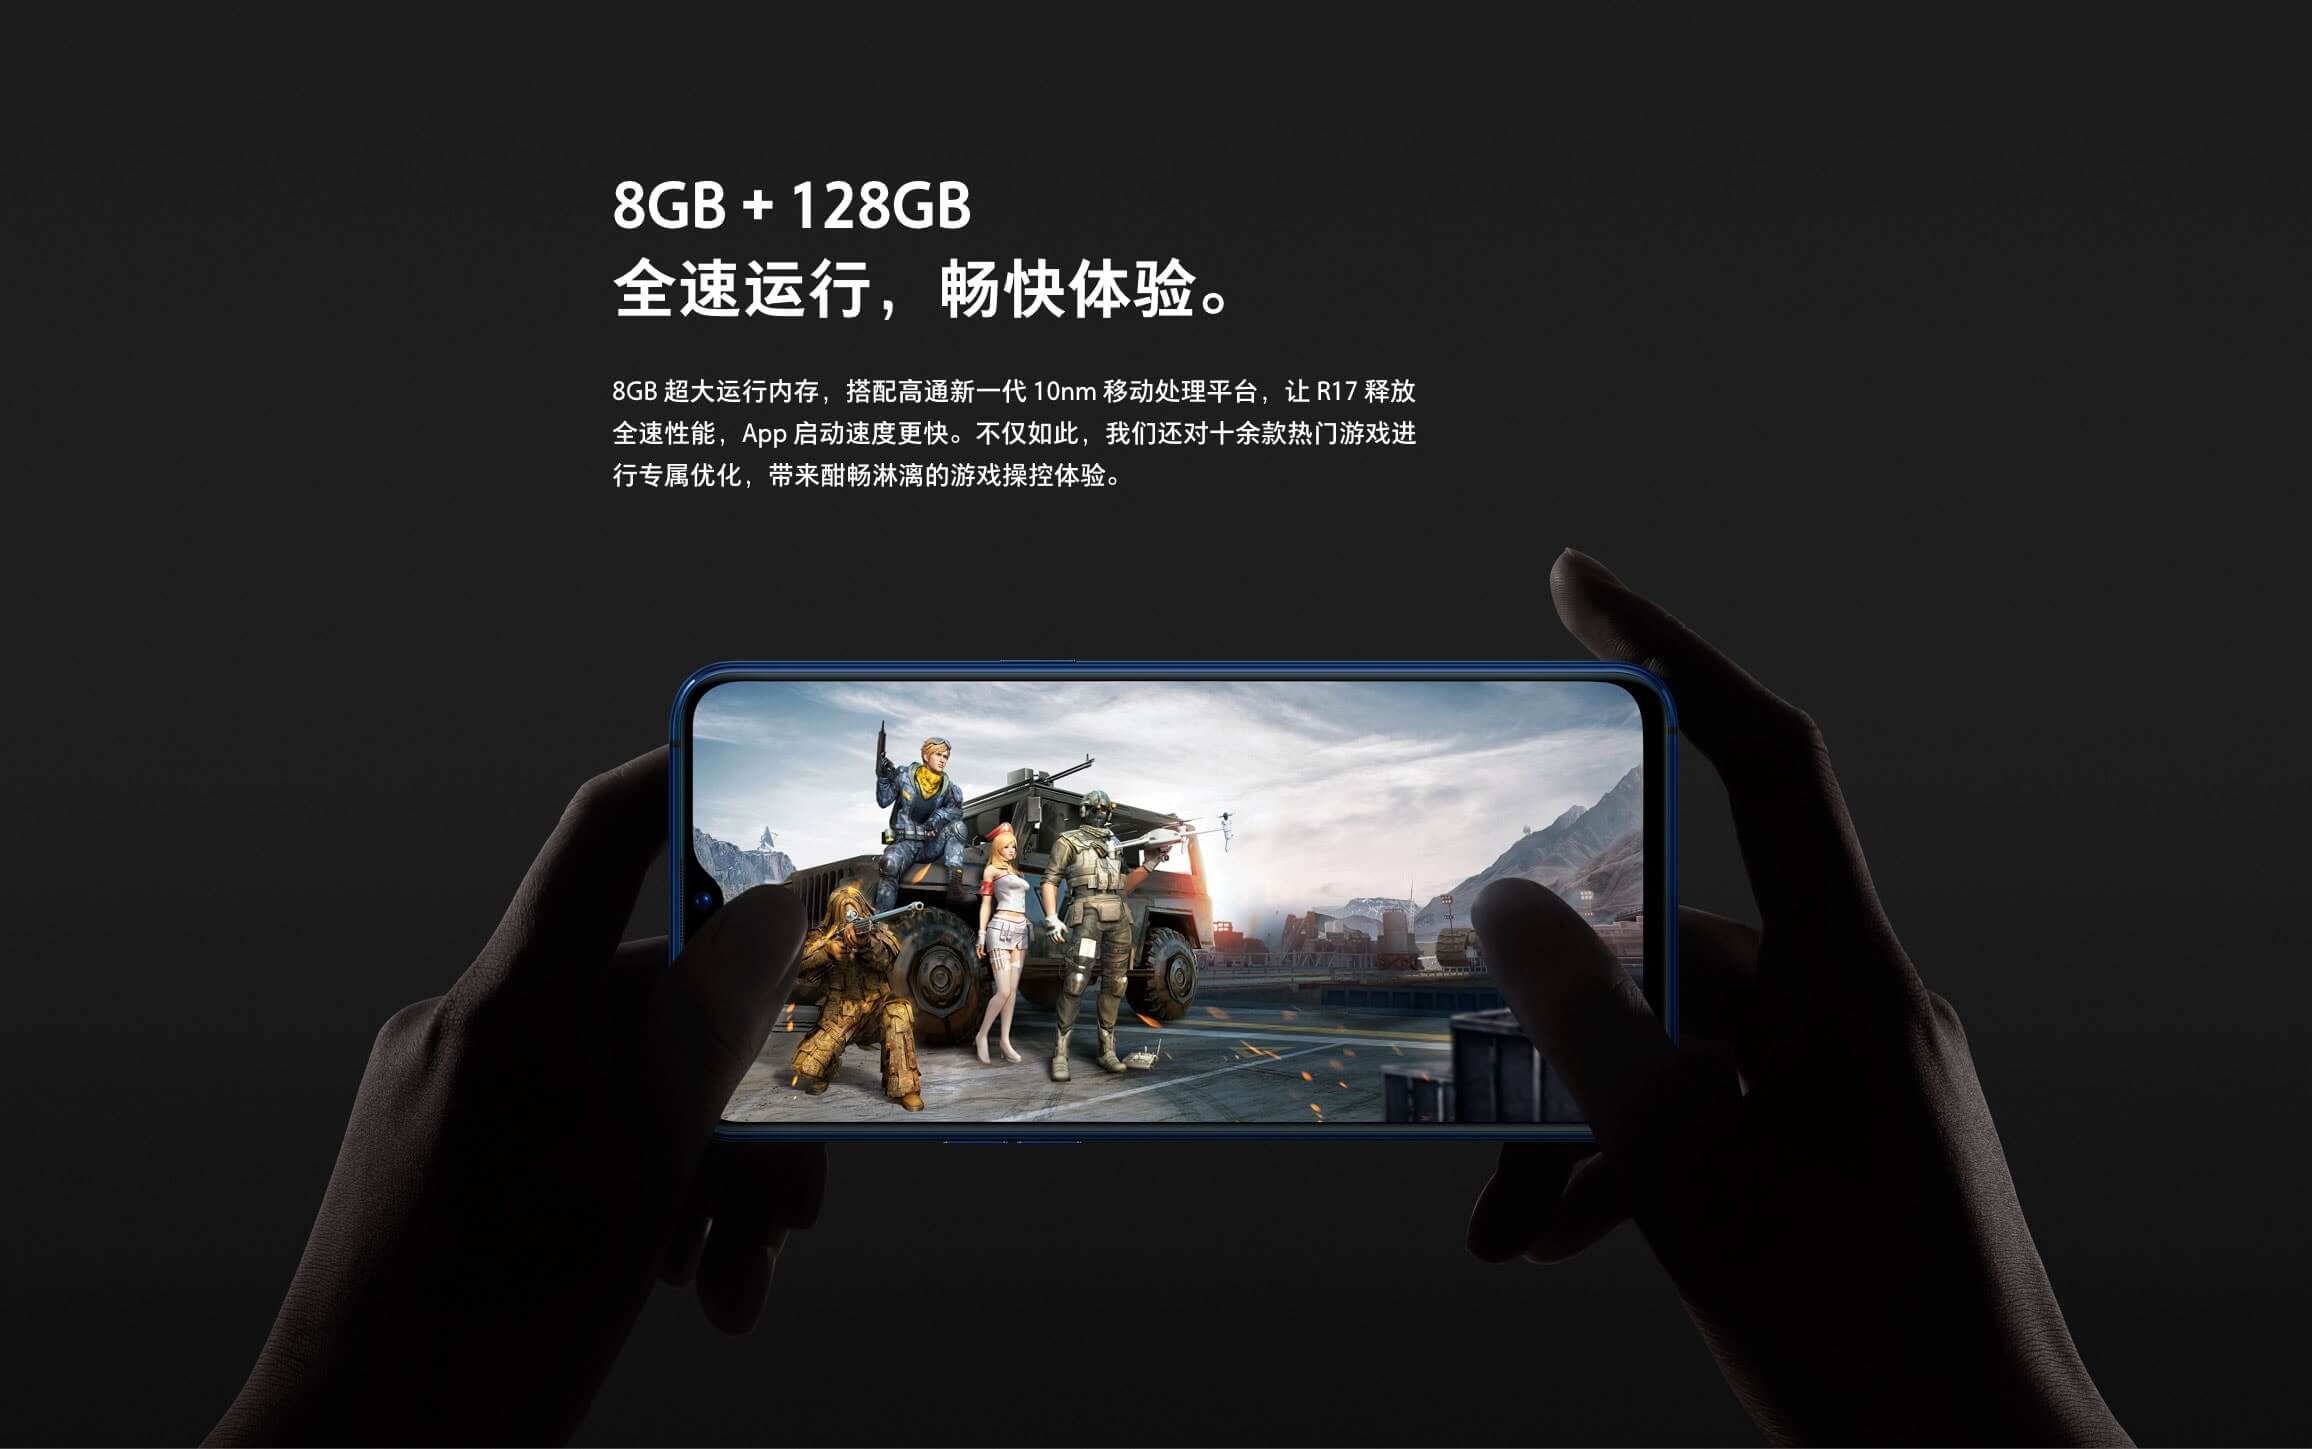 8GB + 128GB
全速运行，畅快体验。
8GB 超大运行内存，搭配高通新一代 10nm 移动处理平台，让 R17 释放
全速性能，App 启动速度更快。不仅如此，我们还对十余款热门游戏进
行专属优化，带来酣畅淋漓的游戏操控体验。